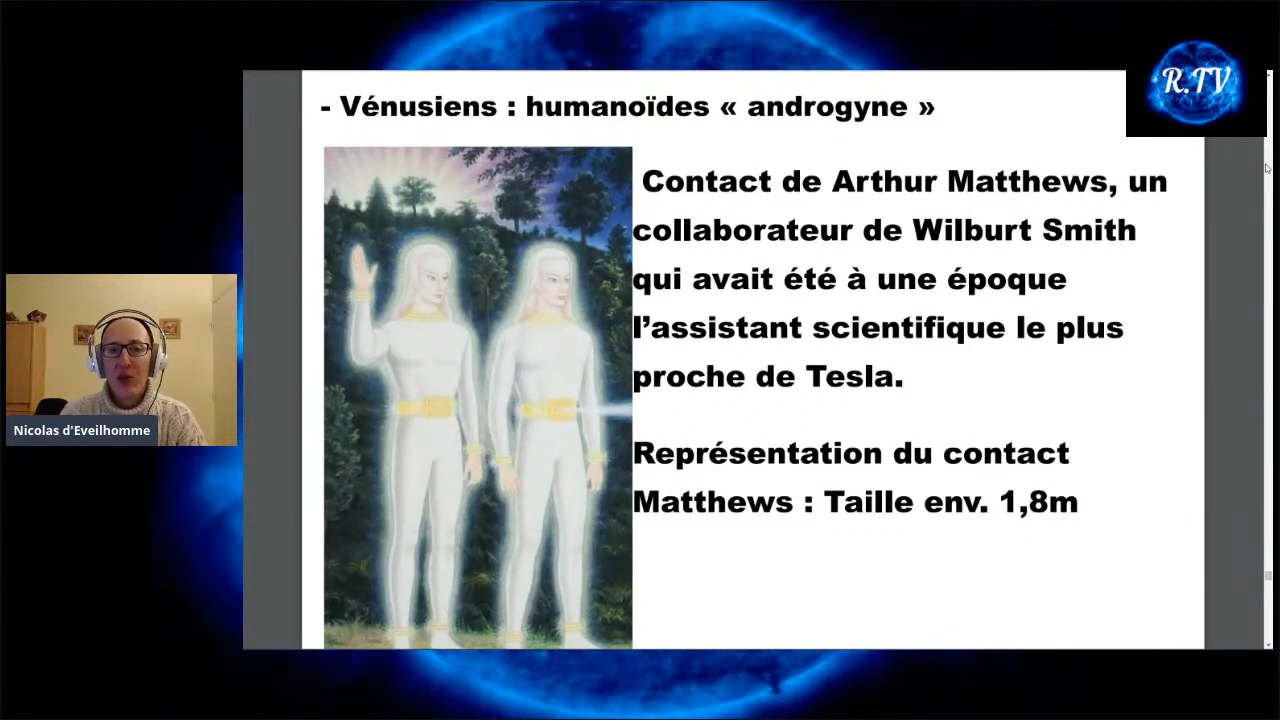 - Vénusiens : humanoïdes « androgyne »
R.TV
Contact de Arthur Matthews, un
collaborateur de Wilburt Smith
qui avait été à une époque
l’assistant scientifique le plus
proche de Tesla.
Représentation du contact
Matthews : Taille env. 1,8m
Nicolas d'Eveilhomme